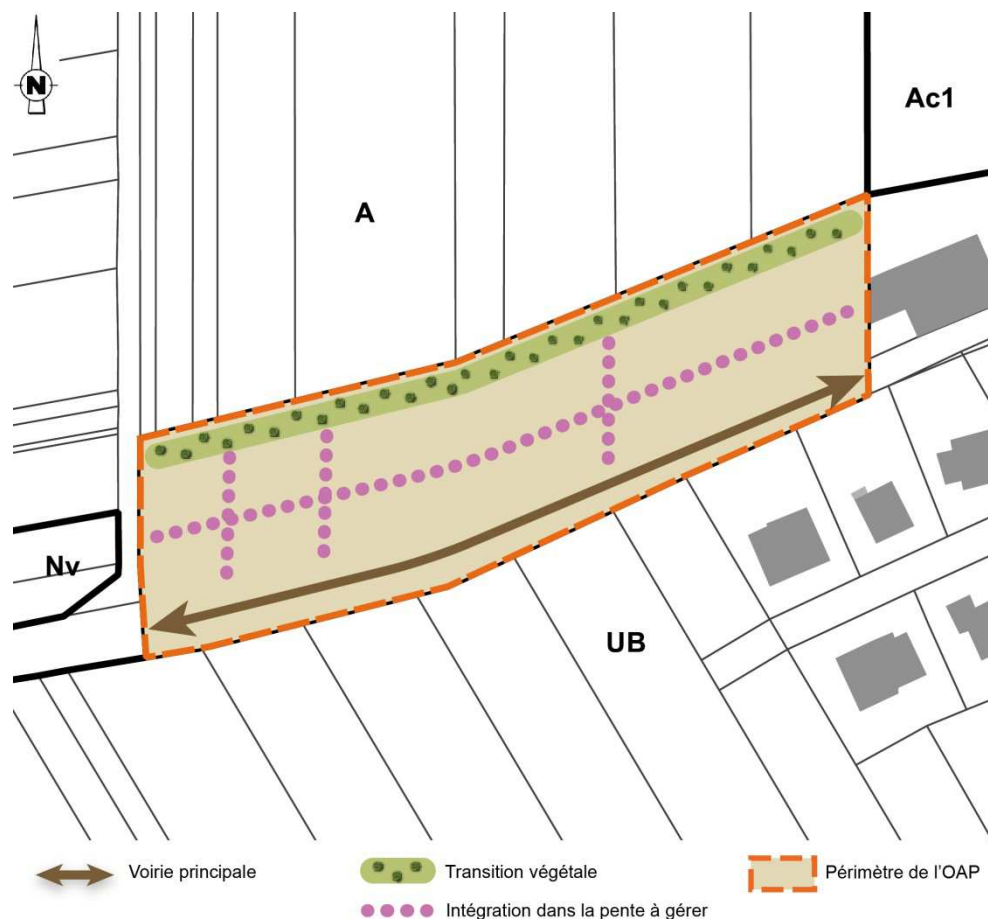 N
Ac1
A
Nv
UB
Voirie principale
Transition végétale
Périmètre de l'OAP
Intégration dans la pente à gérer